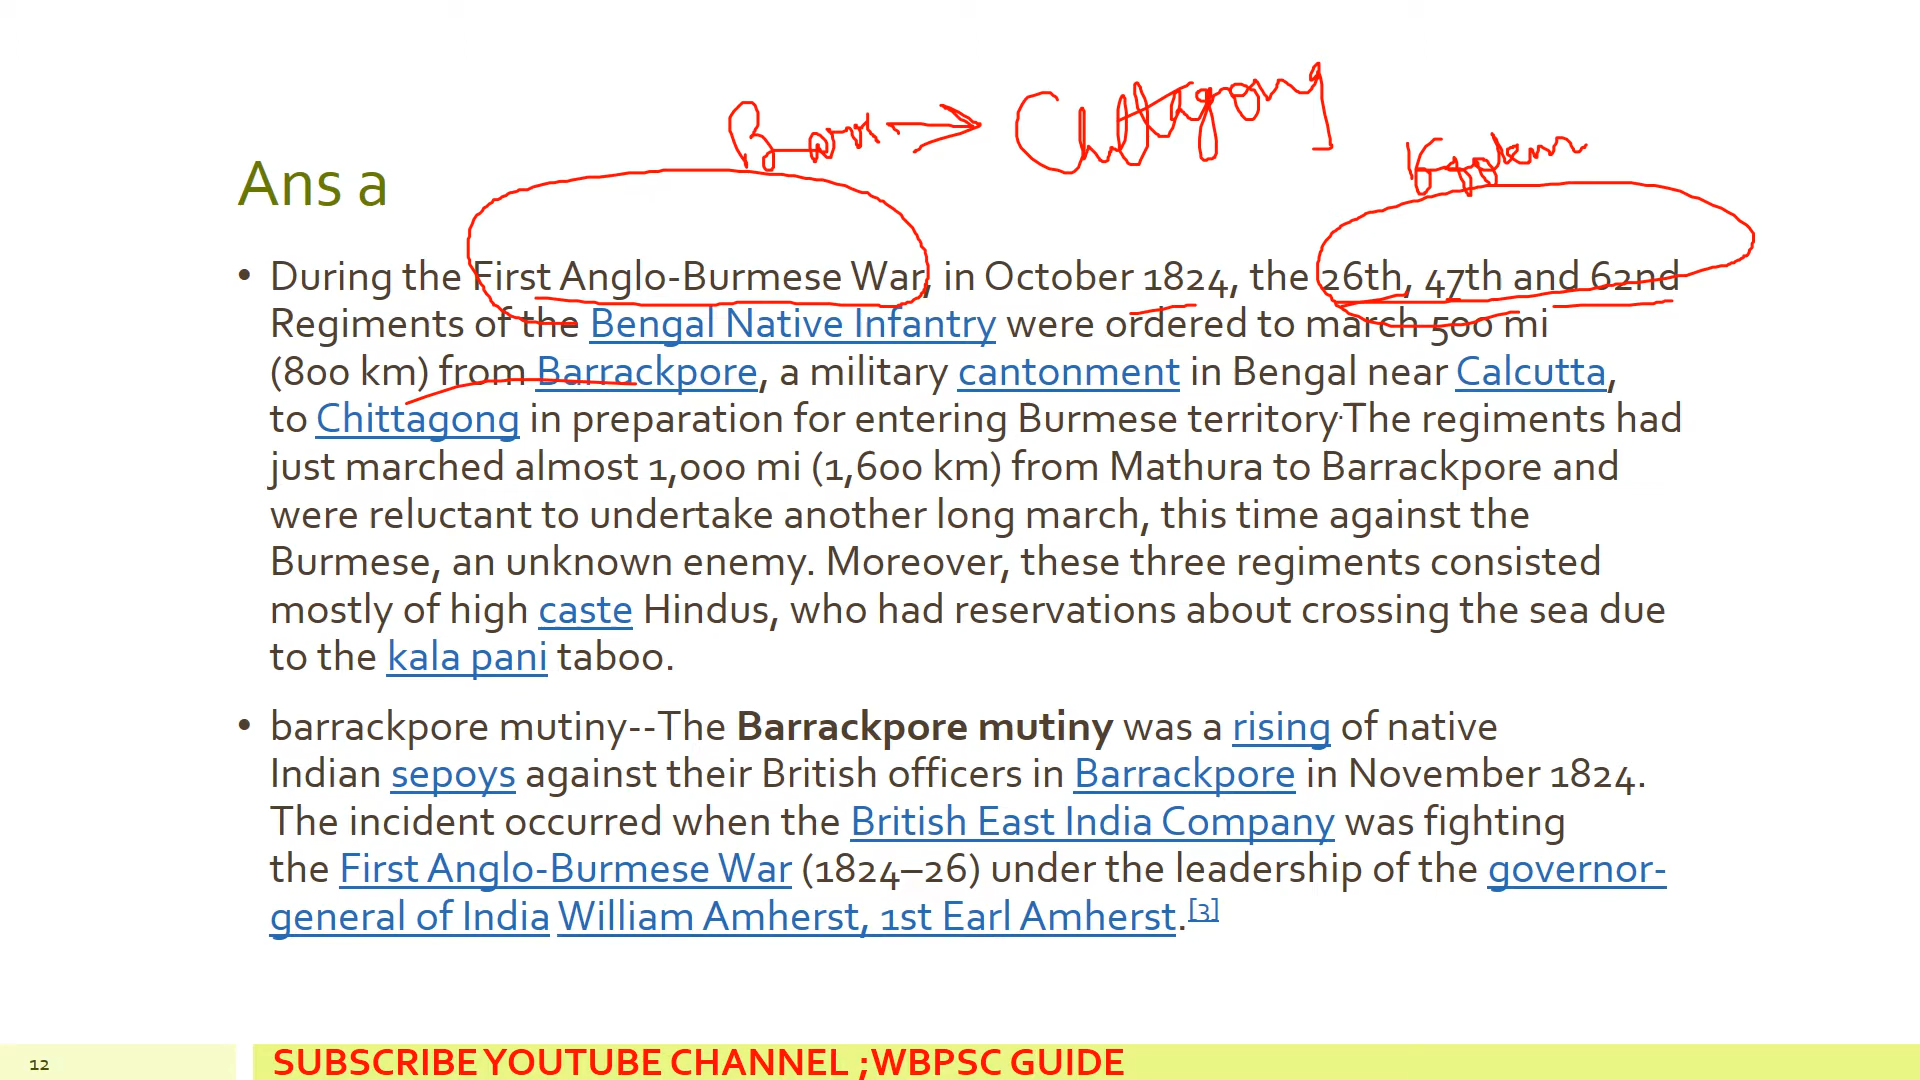 Chittagong
Ans a
• During the First Anglo-Burmese War, in October 1824, the 26th, 47th and 62nd
Regiments of the Bengal Native Infantry were ordered to march 500 mi
(800 km) from Barrackpore, a military cantonment in Bengal near Calcutta,
to Chittagong in preparation for entering Burmese territory.The regiments had
just marched almost 1,000 mi (1,600 km) from Mathura to Barrackpore and
were reluctant to undertake another long march, this time against the
Burmese, an unknown enemy. Moreover, these three regiments consisted
mostly of high caste Hindus, who had reservations about crossing the sea due
to the kala pani taboo.
• barrackpore mutiny--The Barrackpore mutiny was a rising of native
Indian sepoys against their British officers in Barrackpore in November 1824.
The incident occurred when the British East India Company was fighting
the First Anglo-Burmese War (1824–26) under the leadership of the governor-
general of India William Amherst, 1st Earl Amherst.[3]
12
SUBSCRIBE YOUTUBE CHANNEL ;WBPSC GUIDE